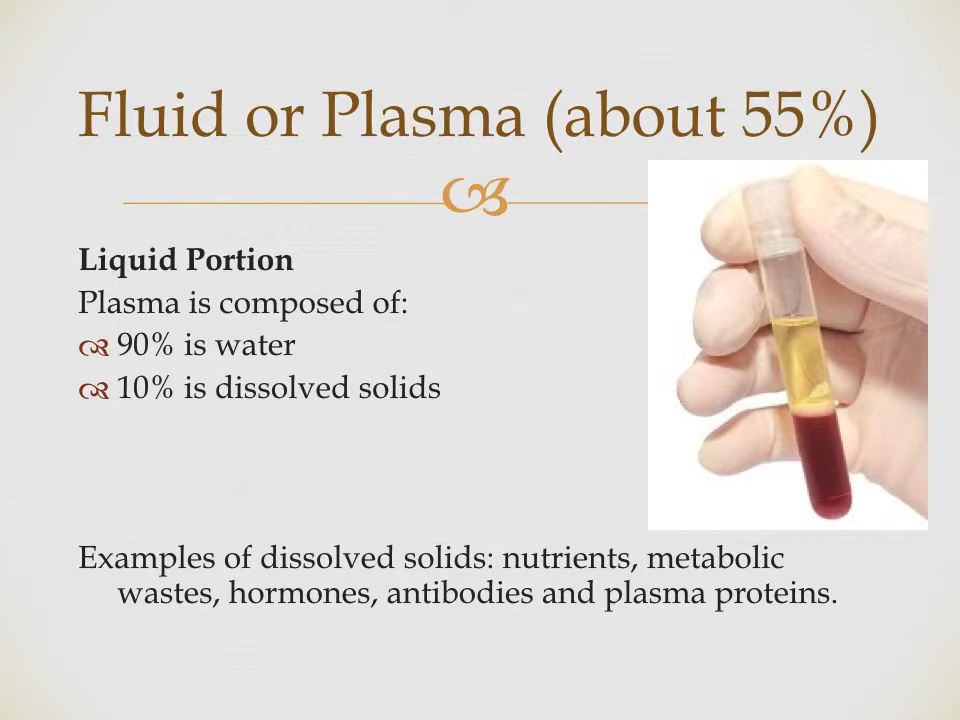 Fluid or Plasma (about 55%)
Liquid Portion
Plasma is composed of:
90% is water
10% is dissolved solids
Examples of dissolved solids: nutrients, metabolic
wastes, hormones, antibodies and plasma proteins.